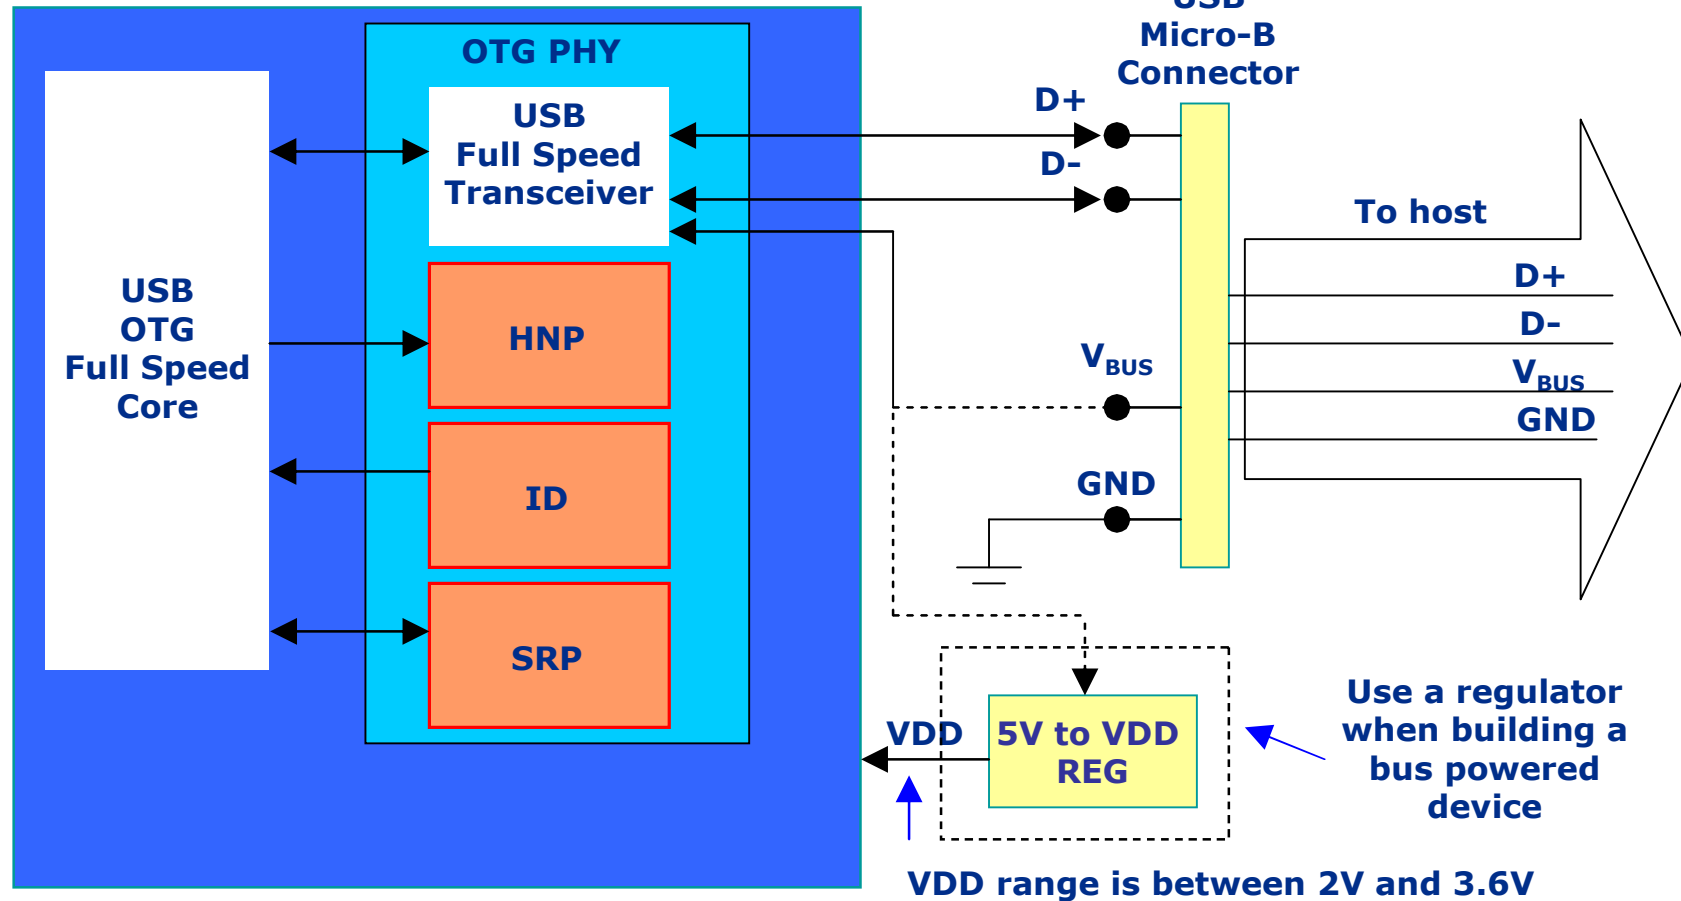 OTG PHY
USB
Full Speed
Transceiver
USB
OTG
Full Speed
Core
HNP
ID
SRP
USB
Micro-B
Connector
D+
D-
VBUS
GND
To host
D+
D-
VBUS
GND
VDD
5V to VDD
REG
Use a regulator
when building a
bus powered
device
VDD range is between 2V and 3.6V